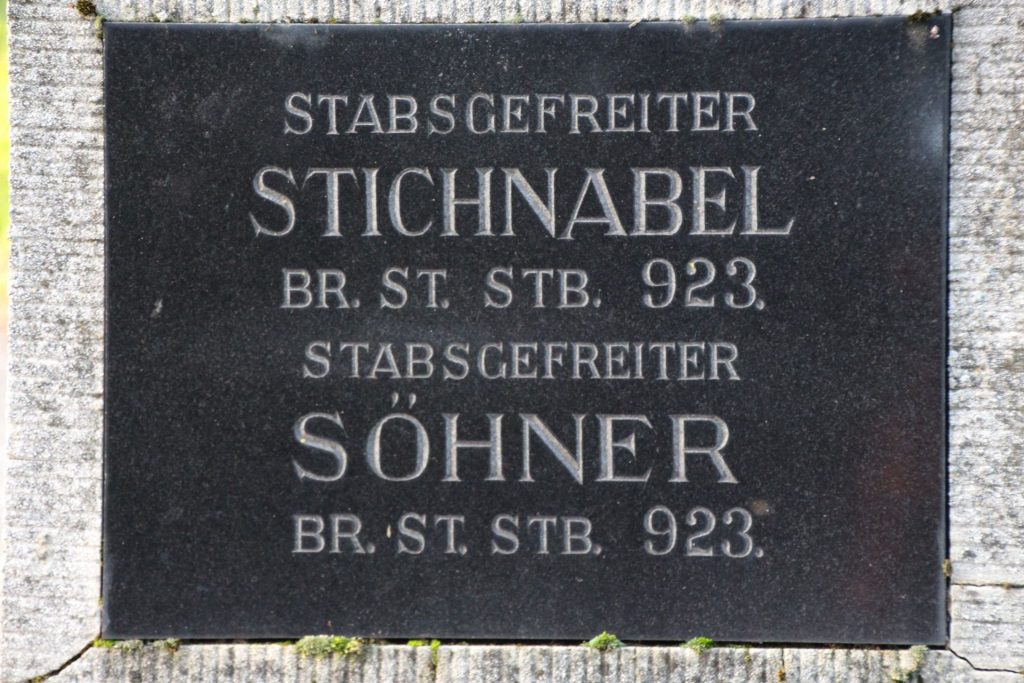 STABSGEFREITER
STICHNABEL
BR. ST. STB. 923.
STABSGEFREITER
SÖHNER
BR. ST. STB. 923.